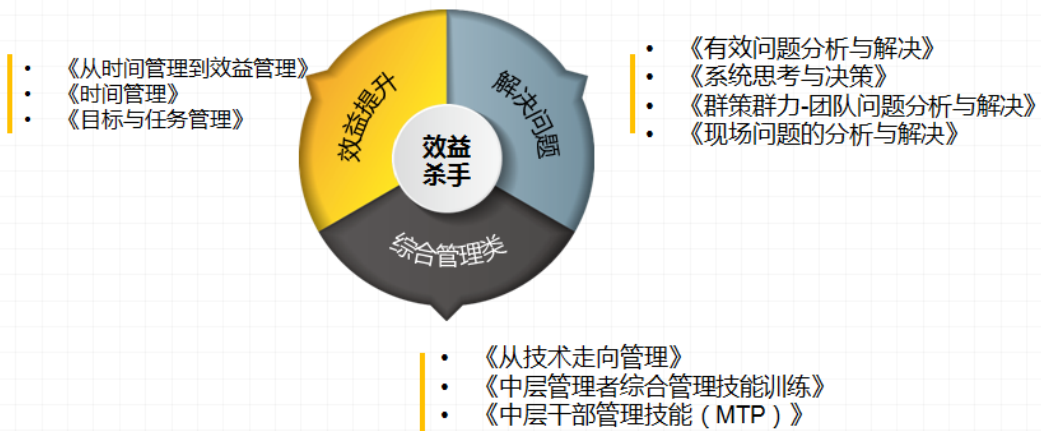 • 《从时间管理到效益管理》
• 《时间管理》
• 《目标与任务管理》
效益提升
解决问题
效益
杀手
综合管理类
• 《有效问题分析与解决》
• 《系统思考与决策》
• 《群策群力-团队问题分析与解决》
• 《现场问题的分析与解决》
• 《从技术走向管理》
• 《中层管理者综合管理技能训练》
• 《中层干部管理技能（MTP）》